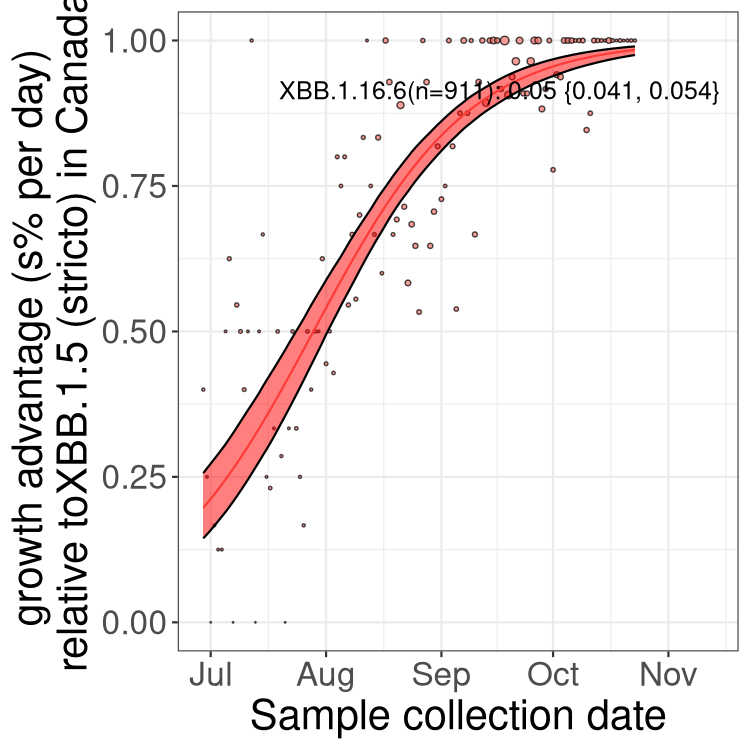 growth advantage (s% per day)
relative toXBB.1.5 (stricto) in Canada
1.00
0.75
0.50
0.25
0.00
XBB.1.16.6(n=911): 0.05 {0.041, 0.054}
Jul Aug Sep Oct Nov
Sample collection date